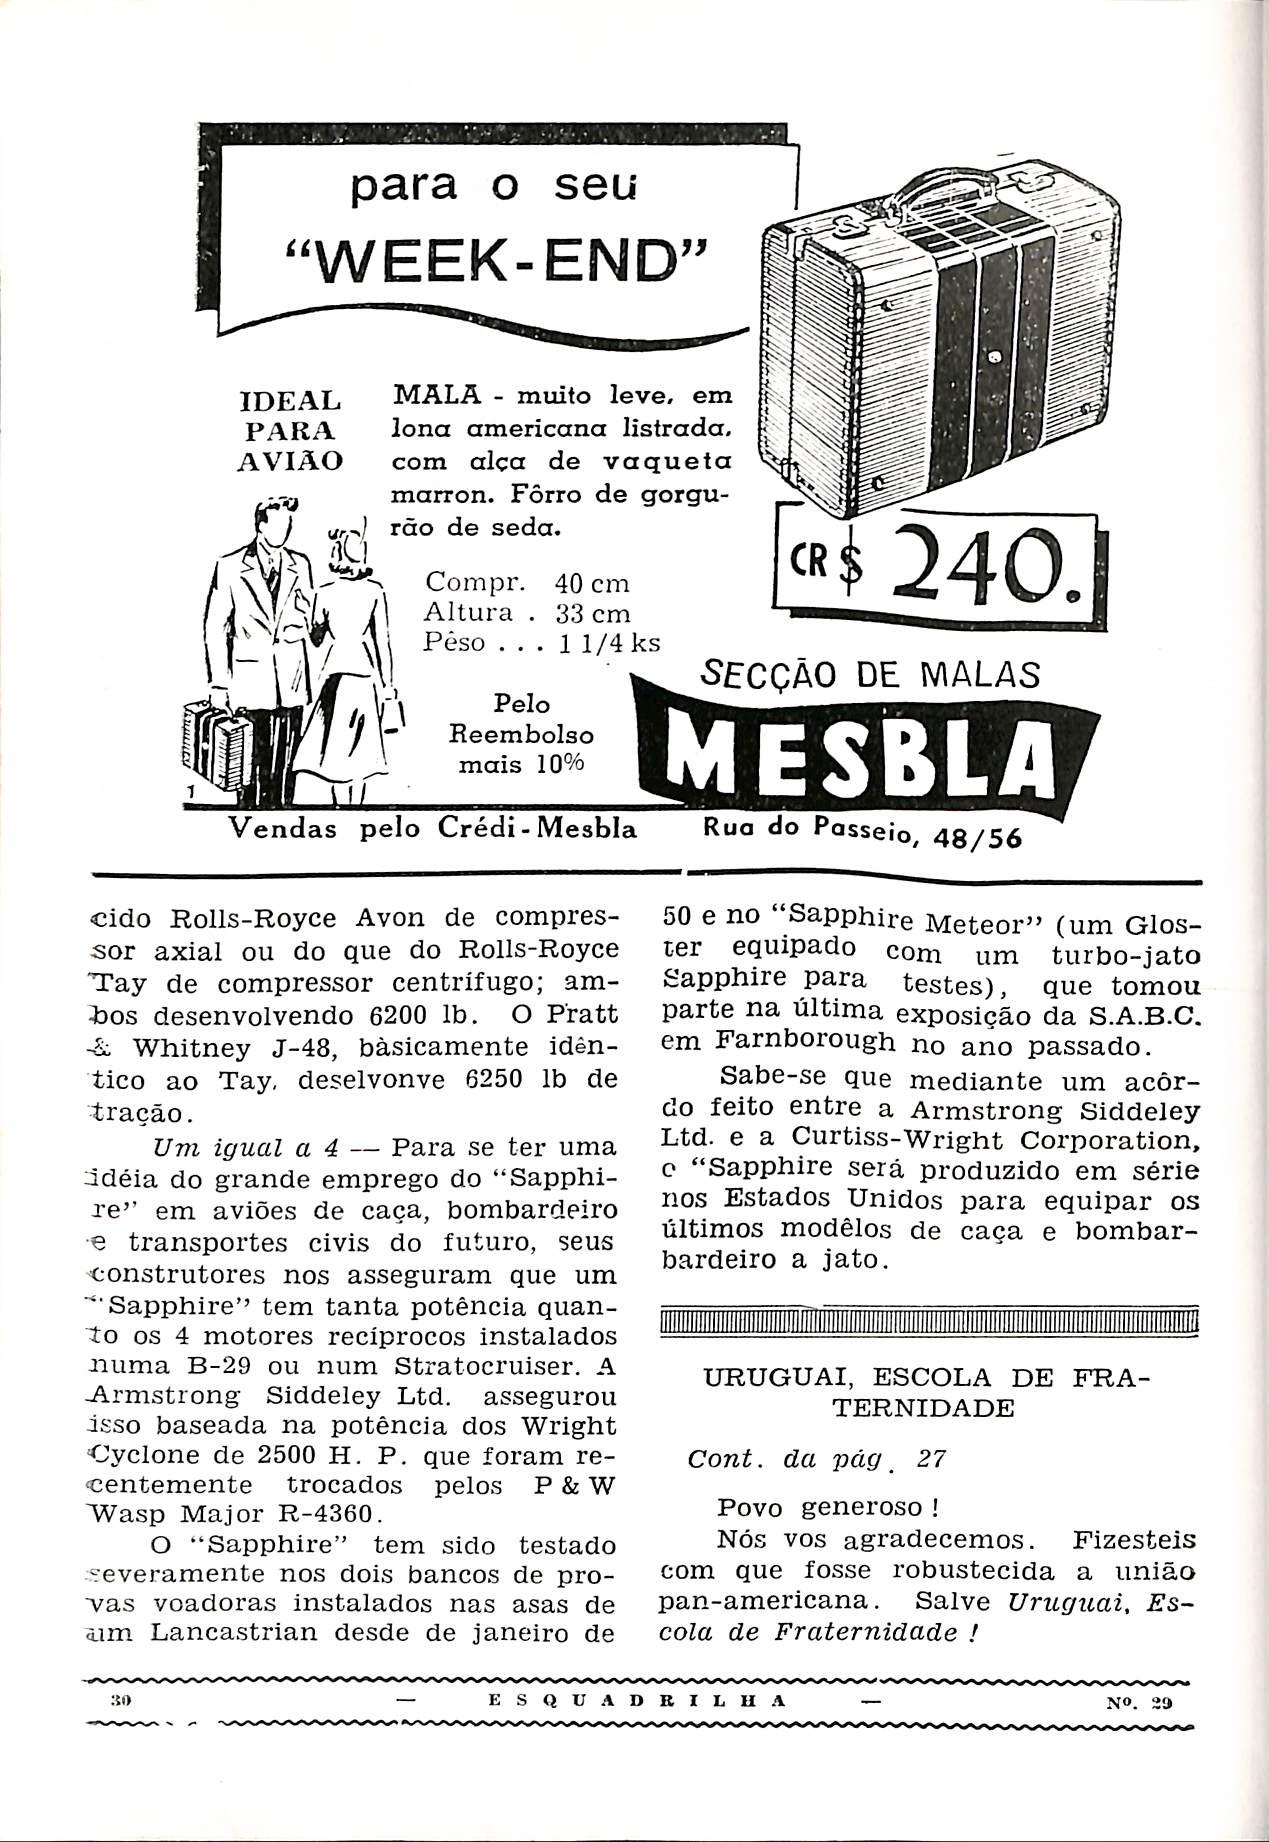 para o seu
“WEEK-END”
IDEAL
PARA
AVIÃO
MALA - muito leve, em
lona americana listrada,
com alça de vaqueta
marron. Fôrro de gorgu-
rão de seda.
Compr. 40 cm
Altura . 33 cm
Pêso . . . 1 1/4 ks
Pelo
Reembolso
mais 10%
CR$ 240.
SECÇÃO DE MALAS
MESBLA
1
Vendas pelo Crédi-Mesbla
Rua do Passeio, 48/56
cido Rolls-Royce Avon de compres-
sor axial ou do que do Rolls-Royce
Tay de compressor centrífugo; am-
bos desenvolvendo 6200 lb. O Pratt
& Whitney J-48, bàsicamente idên-
tico ao Tay, deselvonve 6250 lb de
tração.
Um igual a 4 — Para se ter uma
idéia do grande emprego do “Sapphi-
re” em aviões de caça, bombardeiro
e transportes civis do futuro, seus
construtores nos asseguram que um
“Sapphire” tem tanta potência quan-
to os 4 motores recíprocos instalados
numa B-29 ou num Stratocruiser. A
Armstrong Siddeley Ltd. assegurou
isso baseada na potência dos Wright
Cyclone de 2500 H. P. que foram re-
centemente trocados pelos P & W
Wasp Major R-4360.
O “Sapphire” tem sido testado
severamente nos dois bancos de pro-
vas voadoras instalados nas asas de
um Lancastrian desde de janeiro de
50 e no “Sapphire Meteor” (um Glos-
ter equipado com um turbo-jato
Sapphire para testes), que tomou
parte na última exposição da S.A.B.C.
em Farnborough no ano passado.
Sabe-se que mediante um acôr-
do feito entre a Armstrong Siddeley
Ltd. e a Curtiss-Wright Corporation,
o “Sapphire será produzido em série
nos Estados Unidos para equipar os
últimos modêlos de caça e bombar-
bardeiro a jato.
URUGUAI, ESCOLA DE FRA-
TERNIDADE
Cont. da pág. 27
Povo generoso !
Nós vos agradecemos. Fizesteis
com que fosse robustecida a união
pan-americana. Salve Uruguai, Es-
cola de Fraternidade !
30 — ESQUADRILHA — Nº. 29